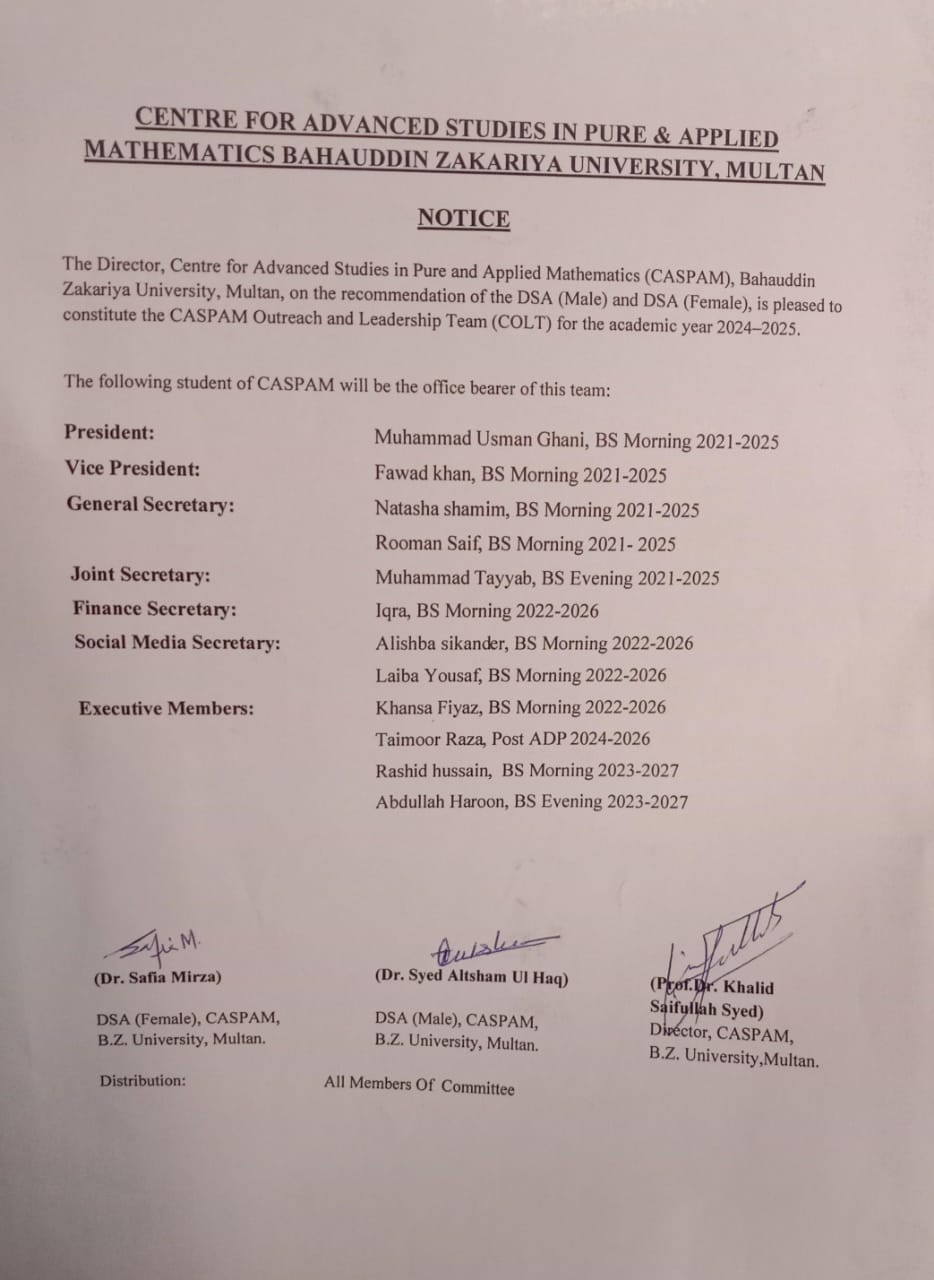 CENTRE FOR ADVANCED STUDIES IN PURE & APPLIED
MATHEMATICS BAHAUDDIN ZAKARIYA UNIVERSITY, MULTAN
NOTICE
The Director, Centre for Advanced Studies in Pure and Applied Mathematics (CASPAM), Bahauddin
Zakariya University, Multan, on the recommendation of the DSA (Male) and DSA (Female), is pleased to
constitute the CASPAM Outreach and Leadership Team (COLT) for the academic year 2024–2025.
The following student of CASPAM will be the office bearer of this team:
President: Muhammad Usman Ghani, BS Morning 2021-2025
Vice President: Fawad khan, BS Morning 2021-2025
General Secretary: Natasha shamim, BS Morning 2021-2025
Rooman Saif, BS Morning 2021- 2025
Joint Secretary: Muhammad Tayyab, BS Evening 2021-2025
Finance Secretary: Iqra, BS Morning 2022-2026
Social Media Secretary: Alishba sikander, BS Morning 2022-2026
Laiba Yousaf, BS Morning 2022-2026
Executive Members: Khansa Fiyaz, BS Morning 2022-2026
Taimoor Raza, Post ADP 2024-2026
Rashid hussain, BS Morning 2023-2027
Abdullah Haroon, BS Evening 2023-2027
Safia M.
(Dr. Safia Mirza)
DSA (Female), CASPAM,
B.Z. University, Multan.
(Dr. Syed Altsham Ul Haq)
DSA (Male), CASPAM,
B.Z. University, Multan.
(Prof.Dr. Khalid
Saifullah Syed)
Director, CASPAM,
B.Z. University,Multan.
Distribution: All Members Of Committee